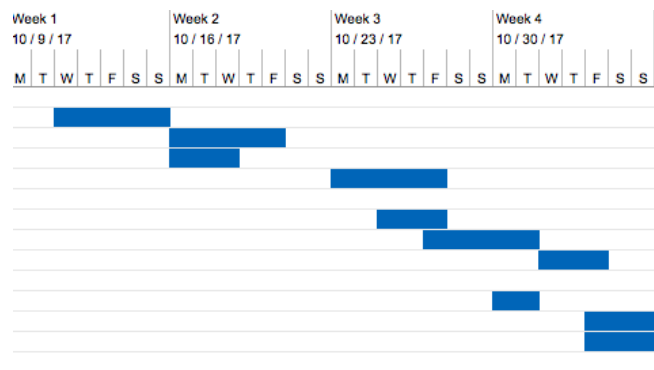 Week 1 Week 2 Week 3 Week 4
10 / 9 / 17 10 / 16 / 17 10 / 23 / 17 10 / 30 / 17
M T W T F S S M T W T F S S M T W T F S S M T W T F S S